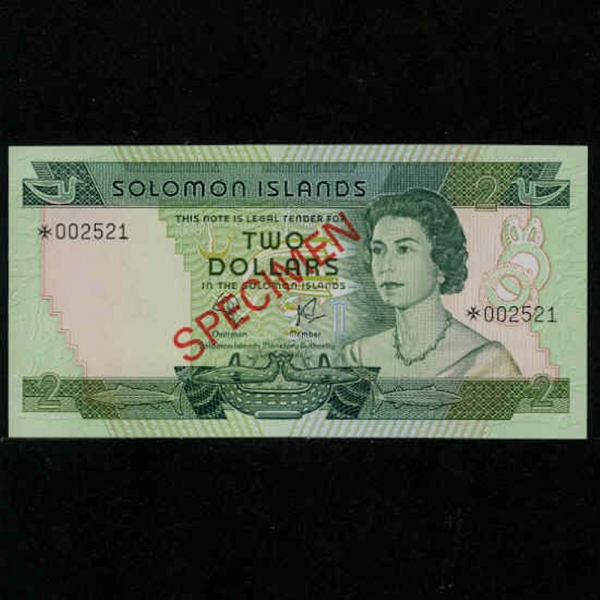 SOLOMON ISLANDS
2
THIS NOTE IS LEGAL TENDER FOR
*002521
TWO
DOLLARS
IN THE SOLOMON ISLANDS
SPECIMEN
*002521
Chairman Member
Solomon Islands Monetary Authority
2
2